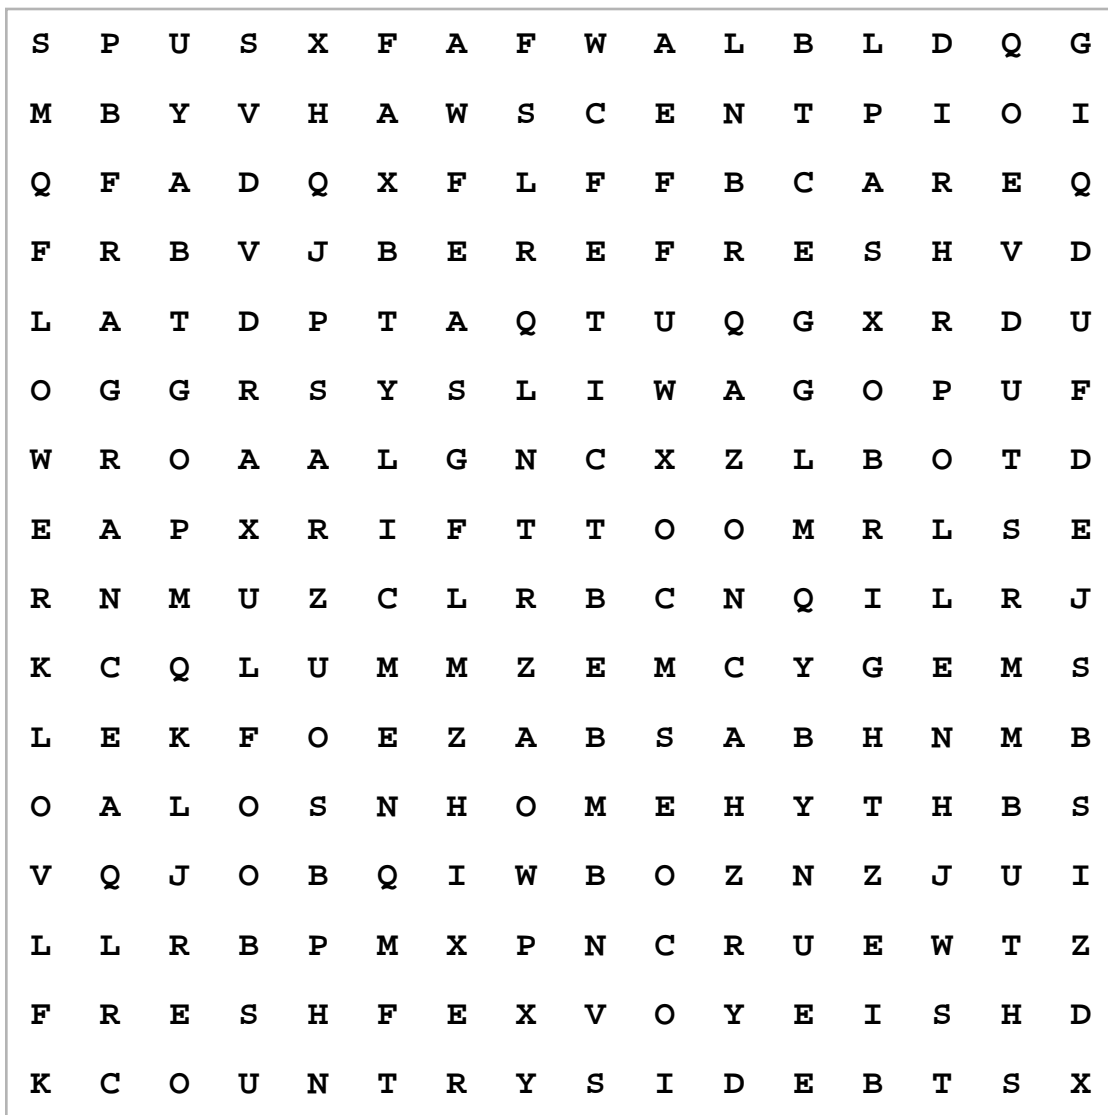 S P U S X F A F W A L B L D Q G
M B Y V H A W S C E N T P I O I
Q F A D Q X F L F F B C A R E Q
F R B V J B E R E F R E S H V D
L A T D P T A Q T U Q G X R D U
O G G R S Y S L I W A G O P U F
W R O A A L G N C X Z L B O T D
E A P X R I F T T O O M R L S E
R N M U Z C L R B C N Q I L R J
K C Q L U M M Z E M C Y G E M S
L E K F O E Z A B S A B H N M B
O A L O S N H O M E H Y T H B S
V Q J O B Q I W B O Z N Z J U I
L L R B P M X P N C R U E W T Z
F R E S H F E X V O Y E I S H D
K C O U N T R Y S I D E B T S X